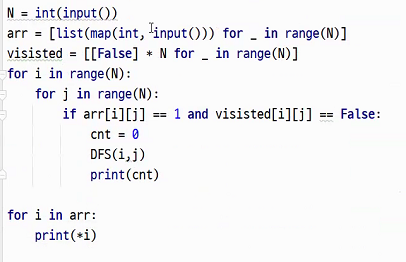 N = int(input())
arr = [list(map(int, input())) for _ in range(N)]
visisted = [[False] * N for _ in range(N)]
for i in range(N):
    for j in range(N):
        if arr[i][j] == 1 and visisted[i][j] == False:
            cnt = 0
            DFS(i,j)
            print(cnt)

for i in arr:
    print(*i)